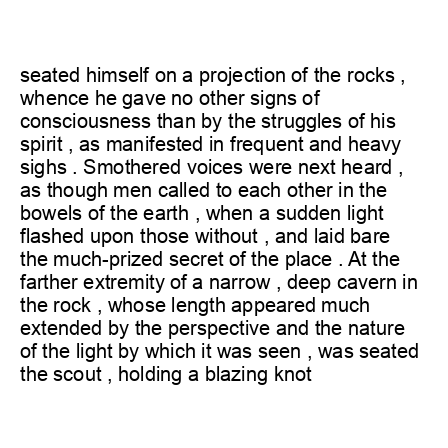 seated himself on a projection of the rocks ,
whence he gave no other signs of
consciousness than by the struggles of his
spirit , as manifested in frequent and heavy
sighs . Smothered voices were next heard ,
as though men called to each other in the
bowels of the earth , when a sudden light
flashed upon those without , and laid bare
the much-prized secret of the place . At the
farther extremity of a narrow , deep cavern in
the rock , whose length appeared much
extended by the perspective and the nature
of the light by which it was seen , was seated
the scout , holding a blazing knot